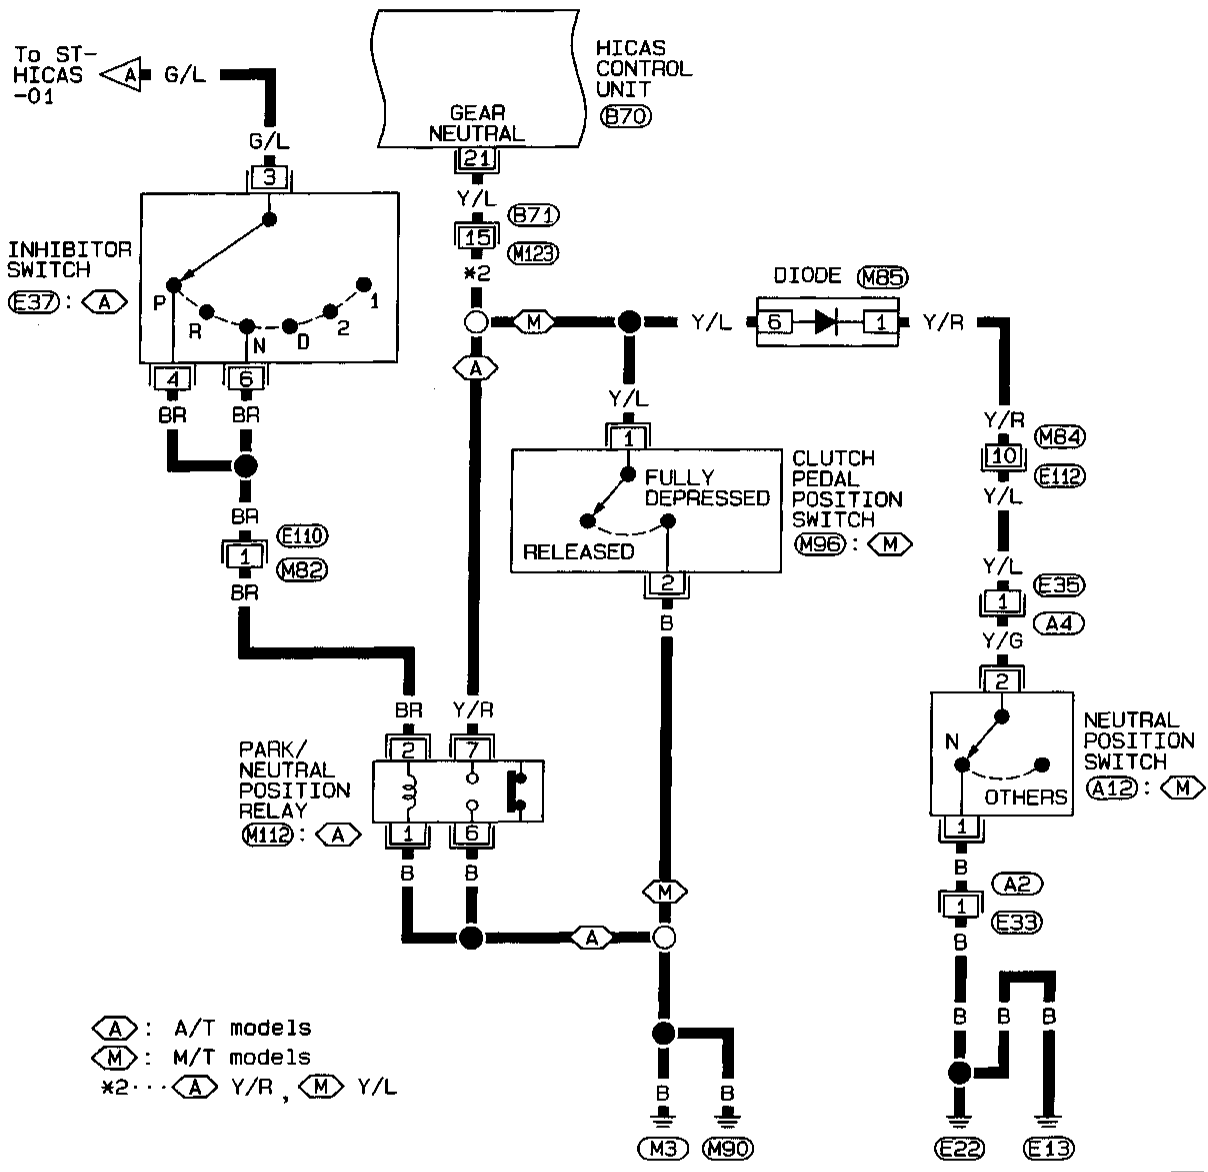 To ST-
HICAS
-01
A
G/L
G/L
3
HICAS
CONTROL
UNIT
B70
GEAR
NEUTRAL
21
Y/L
B71
15
M123
*2
INHIBITOR
SWITCH
E37 : A
P
R
N
D
2
1
4
6
BR
BR
M
A
Y/L
DIODE M85
6
1
Y/R
Y/L
1
FULLY
DEPRESSED
RELEASED
2
CLUTCH
PEDAL
POSITION
SWITCH
M96 : M
B
Y/R
M84
10
E112
Y/L
Y/L
E35
1
A4
Y/G
2
BR
E110
1
M82
BR
BR
Y/R
2
7
PARK/
NEUTRAL
POSITION
RELAY
M112 : A
1
6
B
B
N
OTHERS
NEUTRAL
POSITION
SWITCH
A12 : M
1
B
A2
1
E33
B
M
A
B
B
B
A : A/T models
M : M/T models
*2··· A Y/R , M Y/L
B
B
M3
M90
E22
E13